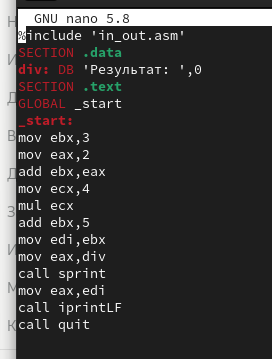 GNU nano 5.8
%include 'in_out.asm'
SECTION .data
div: DB 'Результат: ',0
SECTION .text
GLOBAL _start
_start:
mov ebx,3
mov eax,2
add ebx,eax
mov ecx,4
mul ecx
add ebx,5
mov edi,ebx
mov eax,div
call sprint
mov eax,edi
call iprintLF
call quit